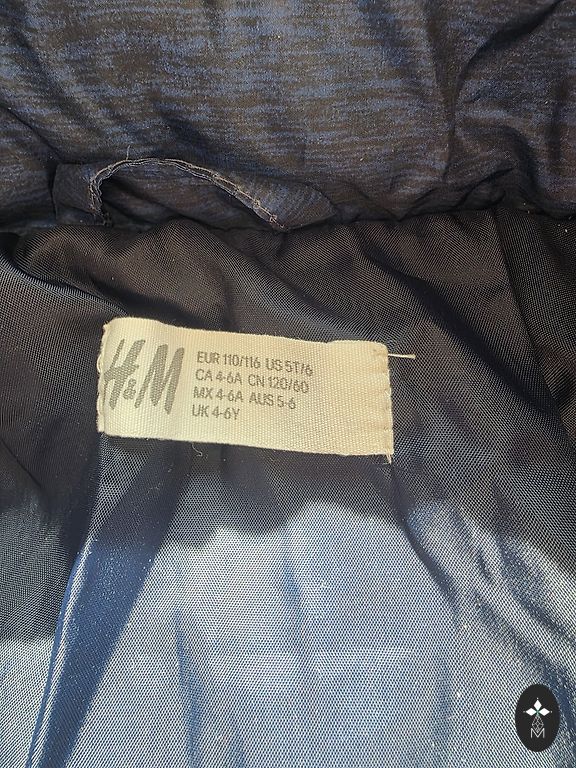 H&M
EUR 110/116 US 5T/6
CA 4-6A CN 120/60
MX 4-6A AUS 5-6
UK 4-6Y
M